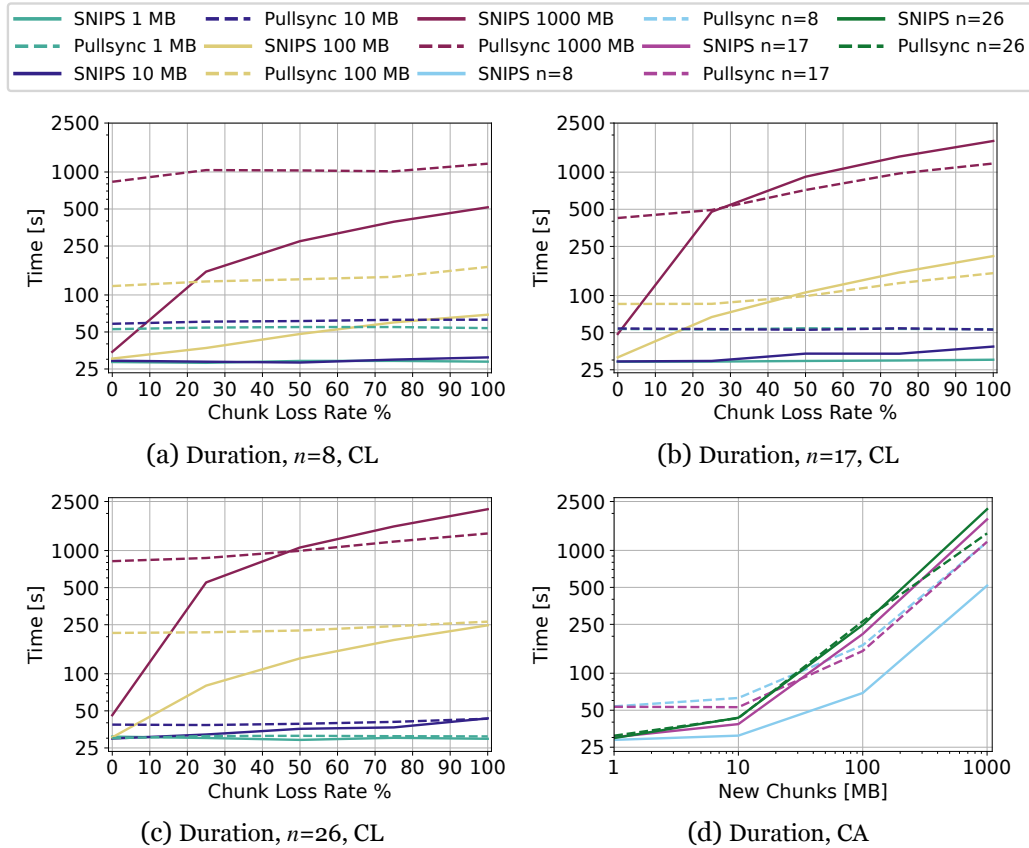 SNIPS 1 MB Pullsync 10 MB SNIPS 1000 MB Pullsync n=8 SNIPS n=26
Pullsync 1 MB SNIPS 100 MB Pullsync 1000 MB SNIPS n=17 Pullsync n=26
SNIPS 10 MB Pullsync 100 MB SNIPS n=8 Pullsync n=17
2500
1000
500
250
100
50
25
Time [s]
0 10 20 30 40 50 60 70 80 90 100
Chunk Loss Rate %
(a) Duration, n=8, CL
2500
1000
500
250
100
50
25
Time [s]
0 10 20 30 40 50 60 70 80 90 100
Chunk Loss Rate %
(b) Duration, n=17, CL
2500
1000
500
250
100
50
25
Time [s]
0 10 20 30 40 50 60 70 80 90 100
Chunk Loss Rate %
(c) Duration, n=26, CL
2500
1000
500
250
100
50
25
Time [s]
1 10 100 1000
New Chunks [MB]
(d) Duration, CA